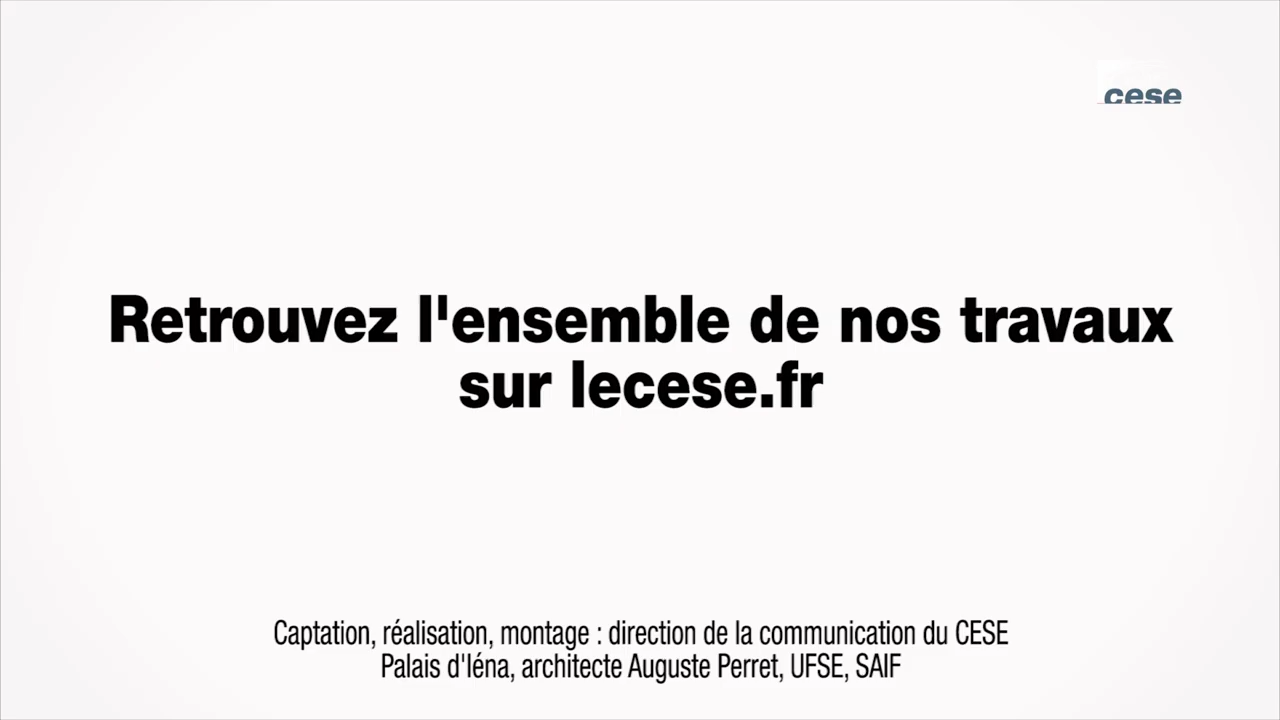 cese
Retrouvez l'ensemble de nos travaux
sur lecese.fr
Captation, réalisation, montage : direction de la communication du CESE
Palais d'Iéna, architecte Auguste Perret, UFSE, SAIF